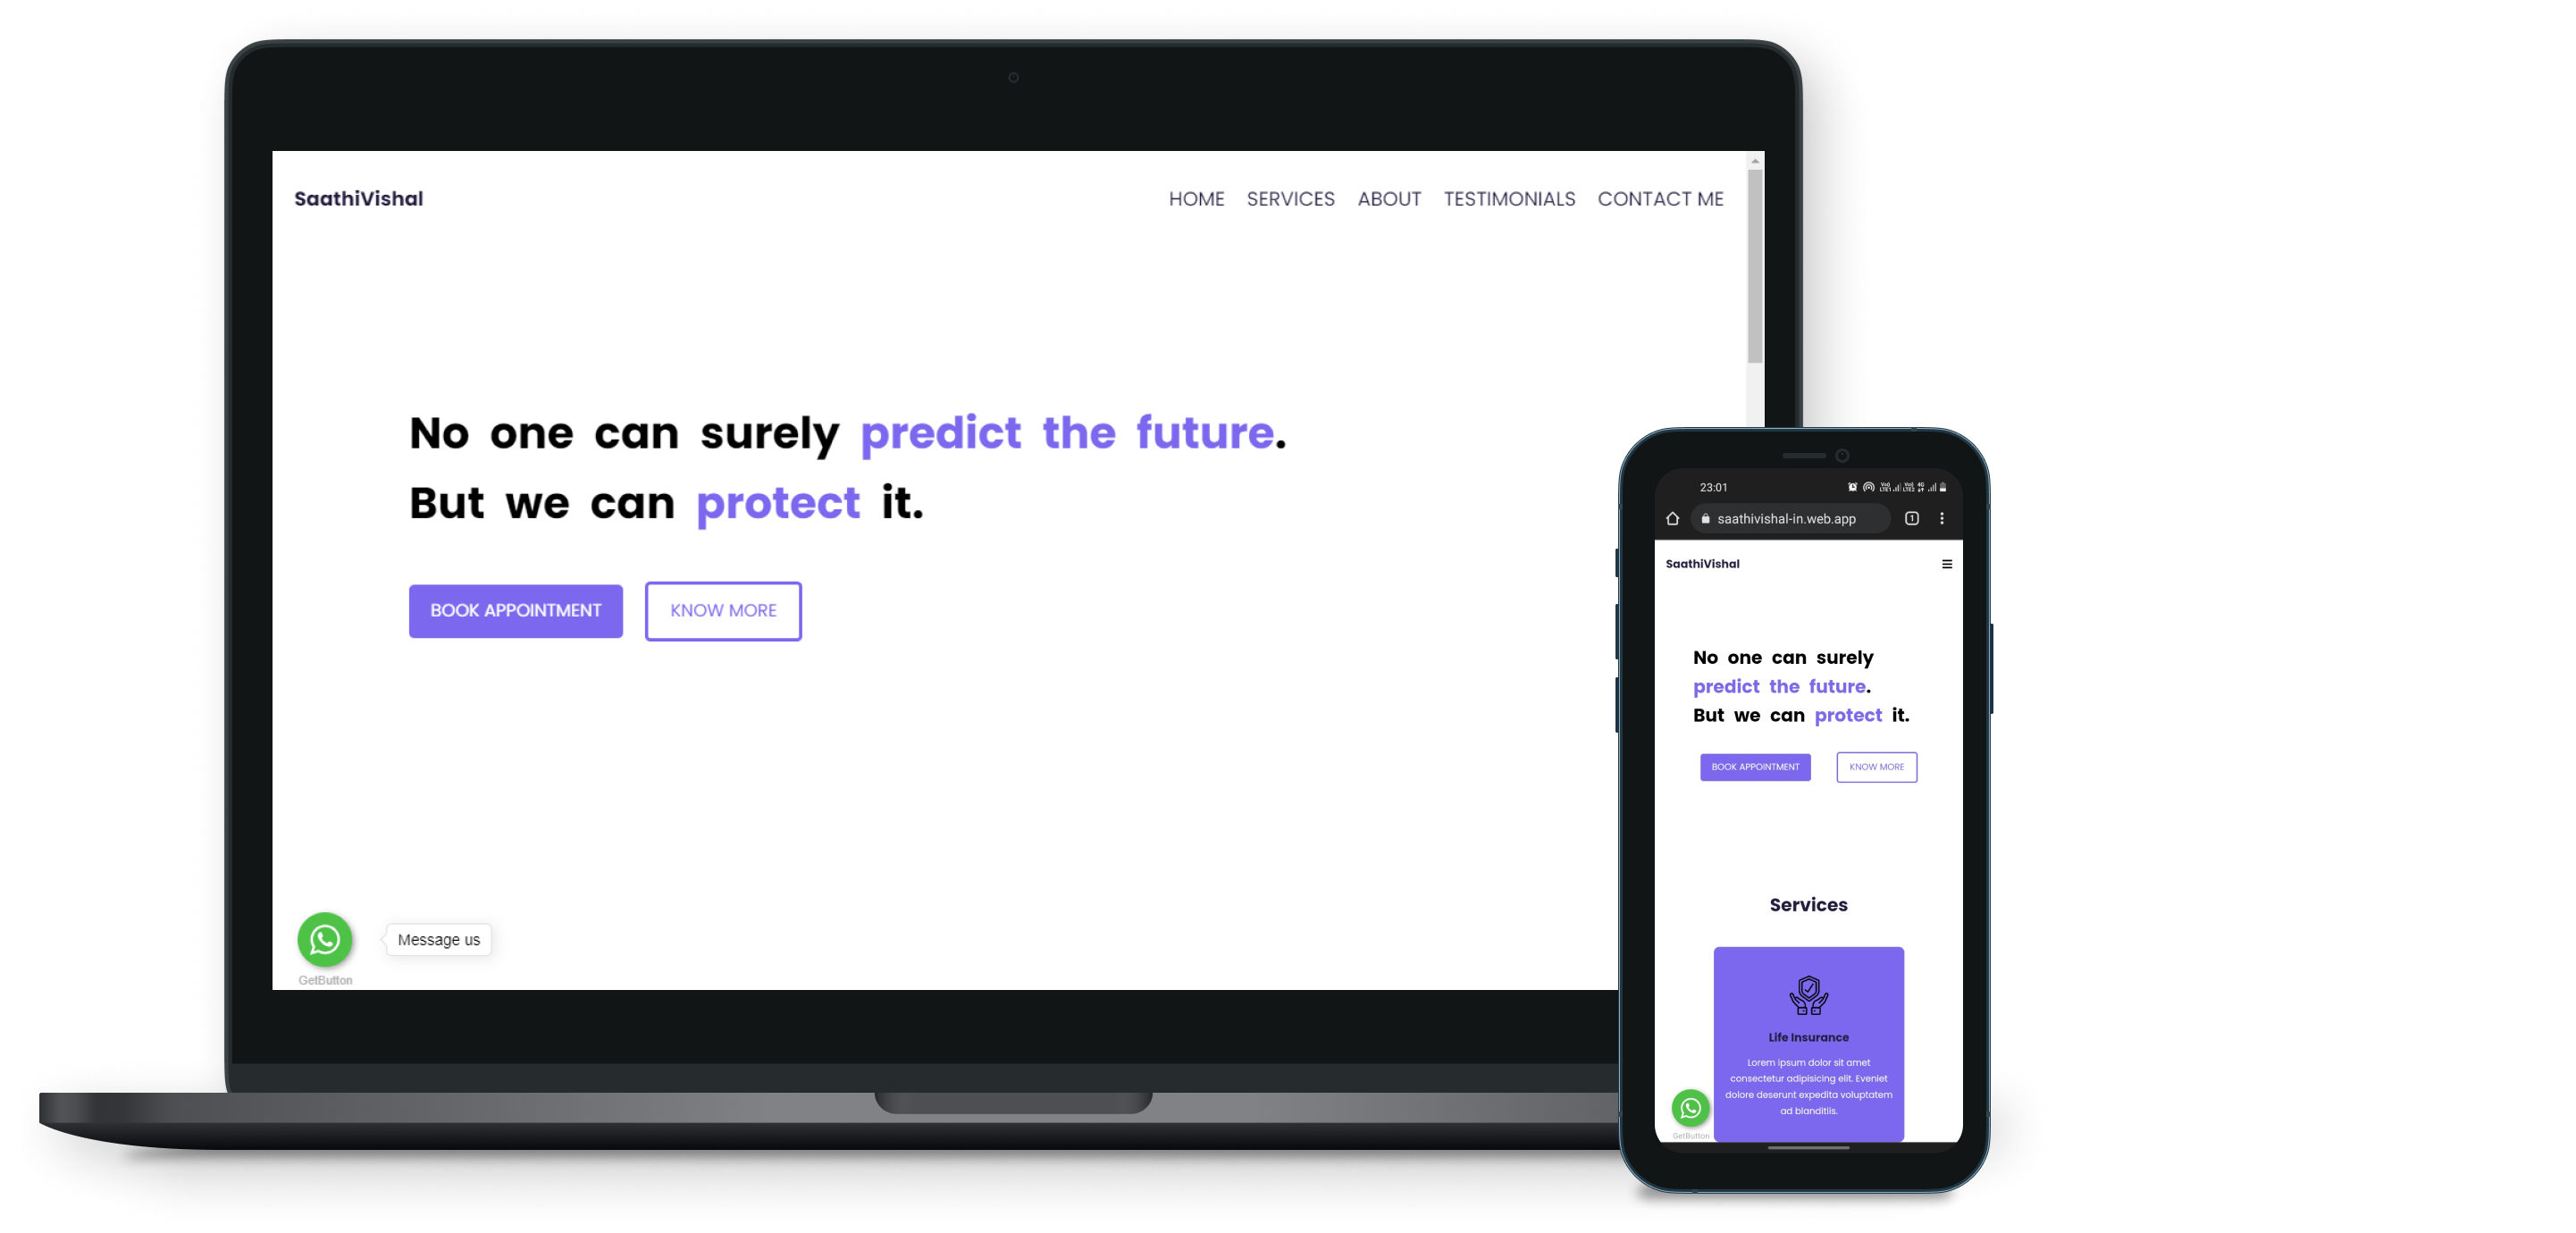 SaathiVishal
HOME SERVICES ABOUT TESTIMONIALS CONTACT ME
No one can surely predict the future.
But we can protect it.
BOOK APPOINTMENT KNOW MORE
Message us
GetButton
23:01
saathivishal-in.web.app 1
SaathiVishal
No one can surely
predict the future.
But we can protect it.
BOOK APPOINTMENT KNOW MORE
Services
Life Insurance
Lorem ipsum dolor sit amet
consectetur adipisicing elit. Eveniet
dolore deserunt expedita voluptatem
ad blanditiis.
GetButton